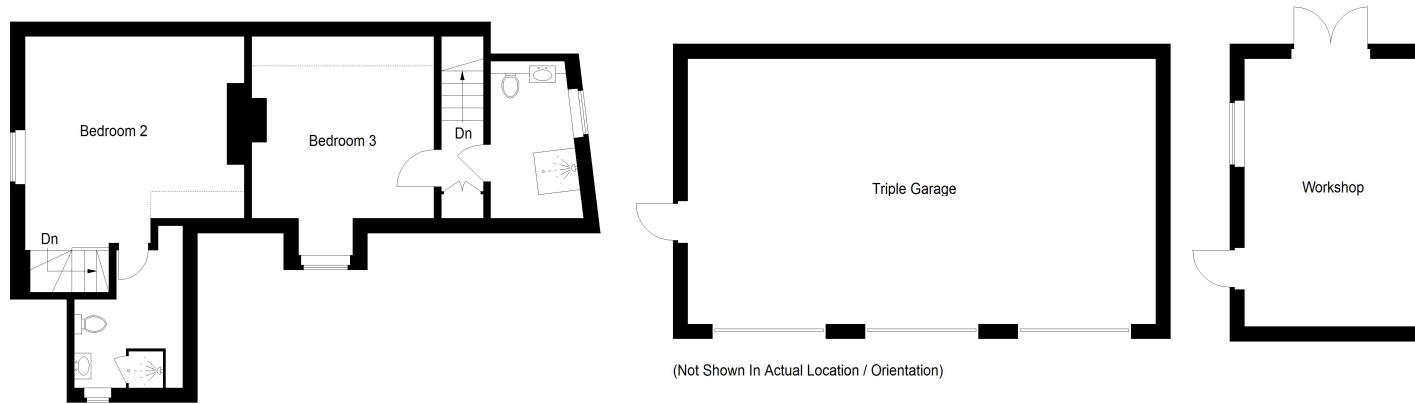 Bedroom 2
Bedroom 3
Dn
Dn
Triple Garage
Workshop
(Not Shown In Actual Location / Orientation)